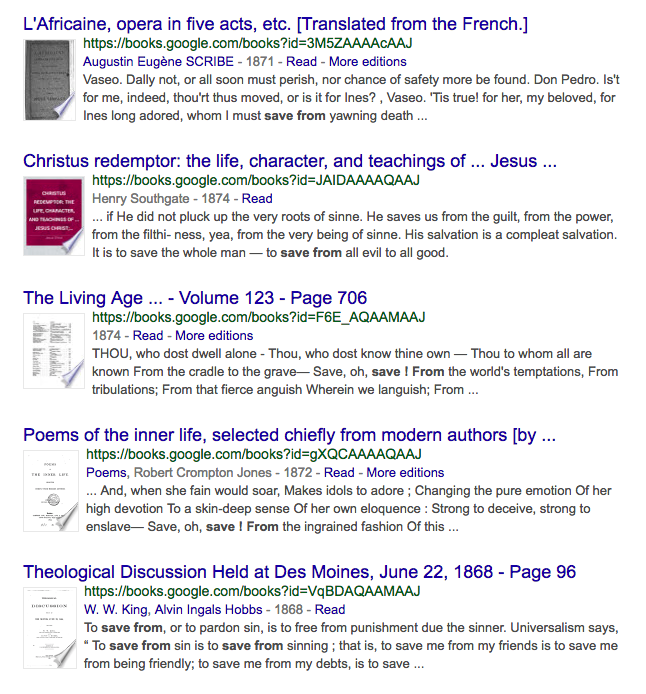 L'Africaine, opera in five acts, etc. [Translated from the French.]
https://books.google.com/books?id=3M5ZAAAAcAAJ
Augustin Eugène SCRIBE - 1871 - Read - More editions
Vaseo. Dally not, or all soon must perish, nor chance of safety more be found. Don Pedro. Is't
for me, indeed, thou'rt thus moved, or is it for Ines? , Vaseo. 'Tis true! for her, my beloved, for
Ines long adored, whom I must save from yawning death ...
Christus redemptor: the life, character, and teachings of ... Jesus ...
CHRISTUS
REDEMPTOR: THE
LIFE, CHARACTER,
AND TEACHINGS OF ...
JESUS CHRIST,...
https://books.google.com/books?id=JAIDAAAAQAAJ
Henry Southgate - 1874 - Read
... if He did not pluck up the very roots of sinne. He saves us from the guilt, from the power,
from the filthi- ness, yea, from the very being of sinne. His salvation is a compleat salvation.
It is to save the whole man — to save from all evil to all good.
The Living Age ... - Volume 123 - Page 706
https://books.google.com/books?id=F6E_AQAAMAAJ
1874 - Read - More editions
THOU, who dost dwell alone - Thou, who dost know thine own — Thou to whom all are
known From the cradle to the grave— Save, oh, save ! From the world's temptations, From
tribulations; From that fierce anguish Wherein we languish; From ...
Poems of the inner life, selected chiefly from modern authors [by ...
POEMS
THE INNER LIFE
https://books.google.com/books?id=gXQCAAAAQAAJ
Poems, Robert Crompton Jones - 1872 - Read - More editions
... And, when she fain would soar, Makes idols to adore ; Changing the pure emotion Of her
high devotion To a skin-deep sense Of her own eloquence : Strong to deceive, strong to
enslave— Save, oh, save ! From the ingrained fashion Of this ...
Theological Discussion Held at Des Moines, June 22, 1868 - Page 96
DISCUSSION
https://books.google.com/books?id=VqBDAQAAMAAJ
W. W. King, Alvin Ingals Hobbs - 1868 - Read
To save from, or to pardon sin, is to free from punishment due the sinner. Universalism says,
“ To save from sin is to save from sinning ; that is, to save me from my friends is to save me
from being friendly; to save me from my debts, is to save ...